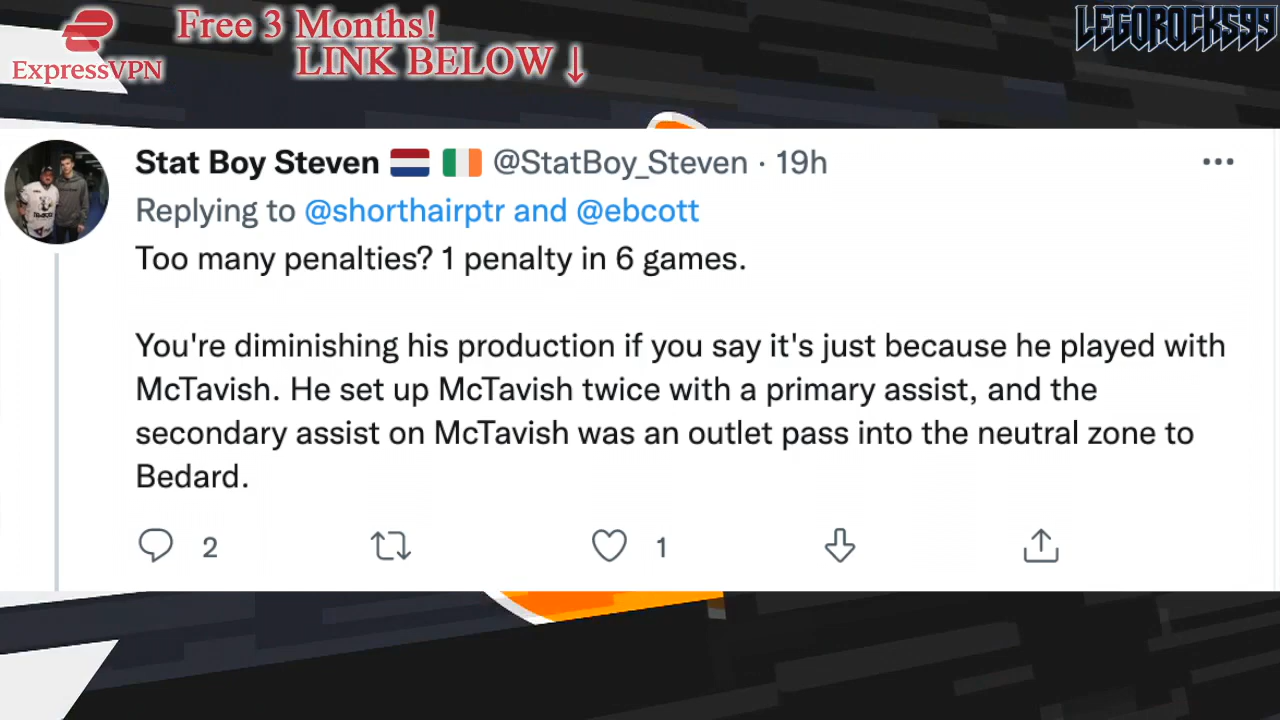 Free 3 Months!
LINK BELOW ↓
ExpressVPN
LEGOROCKS99
Stat Boy Steven 🇳🇱 🇮🇪 @StatBoy_Steven · 19h
Replying to @shorthairptr and @ebcott
Too many penalties? 1 penalty in 6 games.
You're diminishing his production if you say it's just because he played with
McTavish. He set up McTavish twice with a primary assist, and the
secondary assist on McTavish was an outlet pass into the neutral zone to
Bedard.
2
1